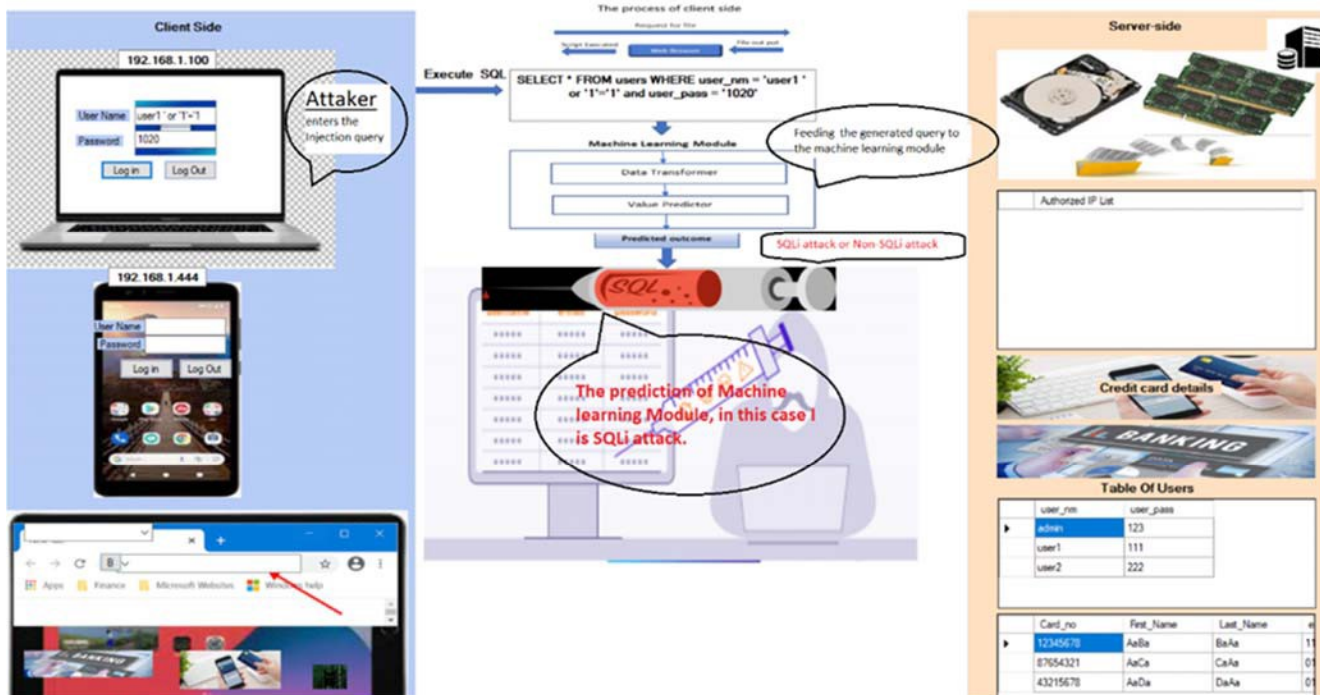 Client Side
192.168.1.100
User Name
user1 ' or '1'='1
Password
1020
Log in
Log Out
Attaker
enters the
Injection query
192.168.1.444
User Name
Password
Log in
Log Out
B
Apps
Finance
Microsoft Websites
Windows help
BANKING
The process of client side
Request for file
Script Executed
Web Browser
File out put
Execute SQL
SELECT * FROM users WHERE user_nm = 'user1 '
or '1'='1' and user_pass = '1020'
Feeding the generated query to
the machine learning module
Machine Learning Module
Data Transformer
Value Predictor
Predicted outcome
SQLi attack or Non-SQLi attack
SQL
The prediction of Machine
learning Module, in this case I
is SQLi attack.
Server-side
Authorized IP List
Credit card details
BANKING
Table Of Users
user_nm user_pass
admin 123
user1 111
user2 222
Card_no First_Name Last_Name e
12345678 AaBa BaAa 11
87654321 AaCa CaAa 01
43215678 AaDa DaAa 01